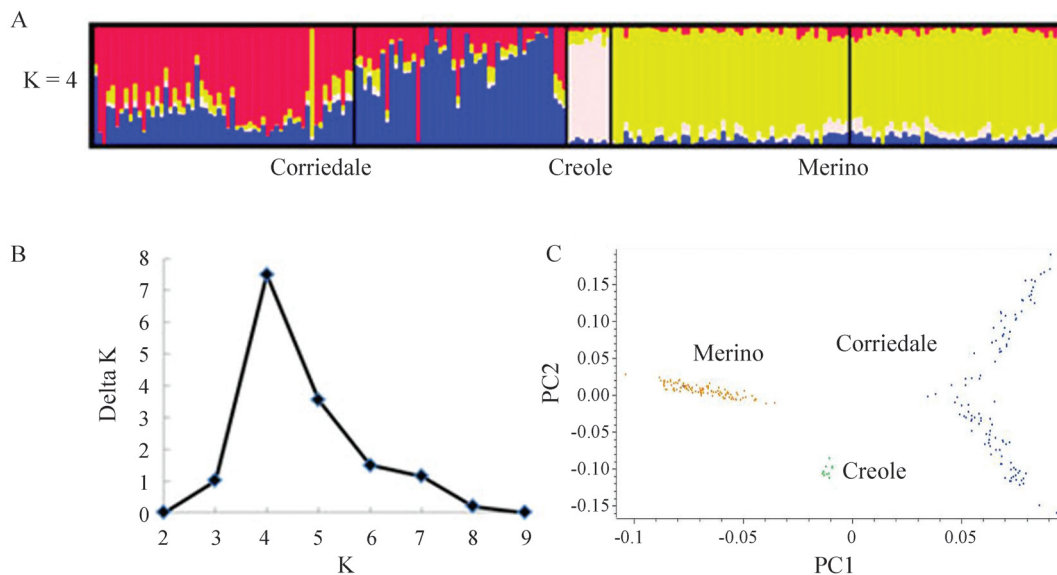 A
K = 4
Corriedale
Creole
Merino
B
8
7
6
5
4
3
2
1
0
Delta K
2 3 4 5 6 7 8 9
K
C
0.15
0.10
0.05
0.00
-0.05
-0.10
-0.15
PC2
Merino
Corriedale
Creole
-0.1 -0.05 0 0.05
PC1